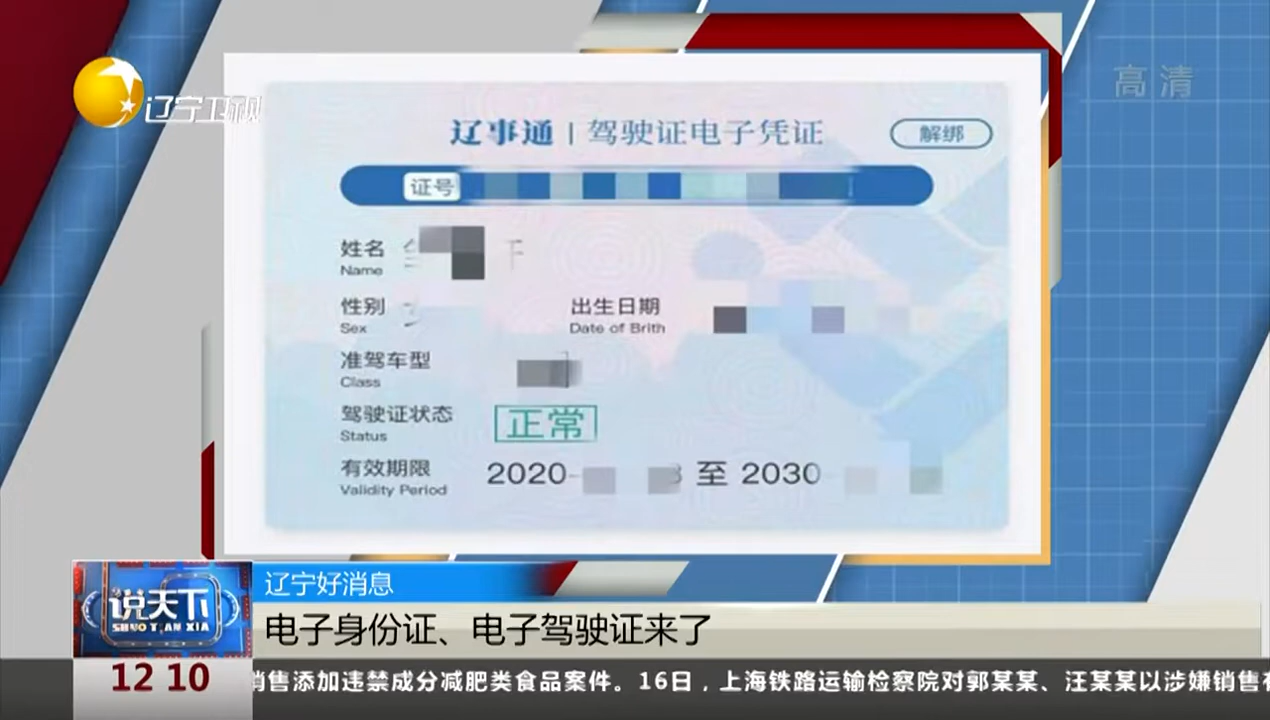 高清
辽宁卫视
辽事通 | 驾驶证电子凭证
解绑
证号
姓名
Name
性别
Sex
出生日期
Date of Brith
准驾车型
Class
驾驶证状态
Status
正常
有效期限
Validity Period
2020- 至 2030
辽宁好消息
说天下
SHUO TIAN XIA
电子身份证、电子驾驶证来了
12 10
销售添加违禁成分减肥类食品案件。16日，上海铁路运输检察院对郭某某、汪某某以涉嫌销售有